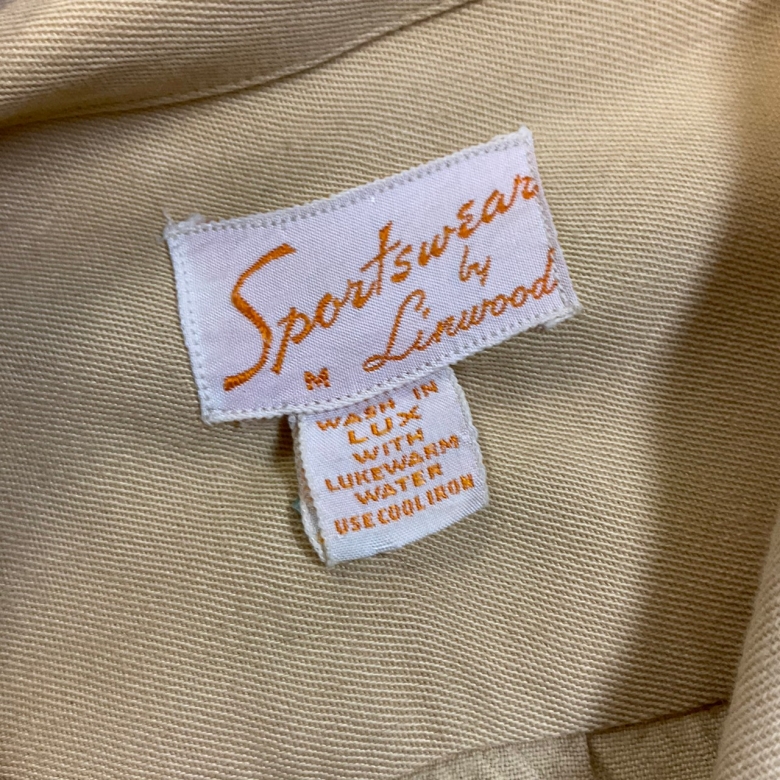 Sportswear
by
M Linwood
WASH IN
LUX
WITH
LUKEWARM
WATER
USE COOL IRON